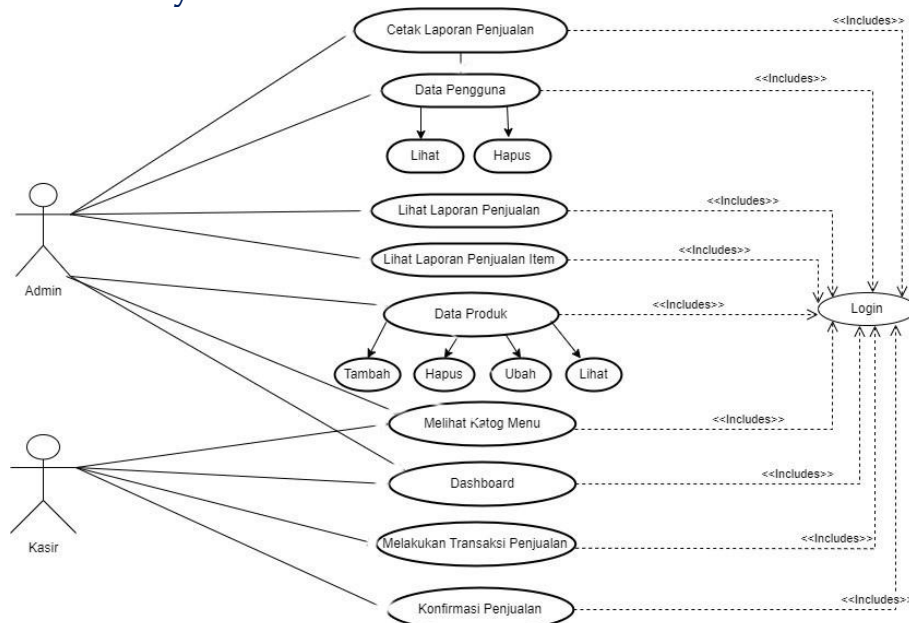 Cetak Laporan Penjualan
<<Includes>>
Data Pengguna
<<Includes>>
Lihat
Hapus
Lihat Laporan Penjualan
<<Includes>>
Lihat Laporan Penjualan Item
<<Includes>>
Admin
Data Produk
<<Includes>>
Login
Tambah
Hapus
Ubah
Lihat
Melihat Katog Menu
<<Includes>>
Dashboard
<<Includes>>
Kasir
Melakukan Transaksi Penjualan
<<Includes>>
Konfirmasi Penjualan
<<Includes>>